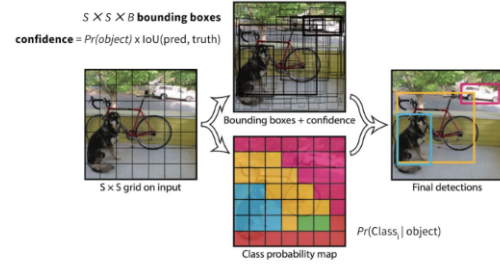 S × S × B bounding boxes
confidence = Pr(object) x IoU(pred, truth)
Bounding boxes + confidence
S × S grid on input
Final detections
Pr(Classᵢ | object)
Class probability map